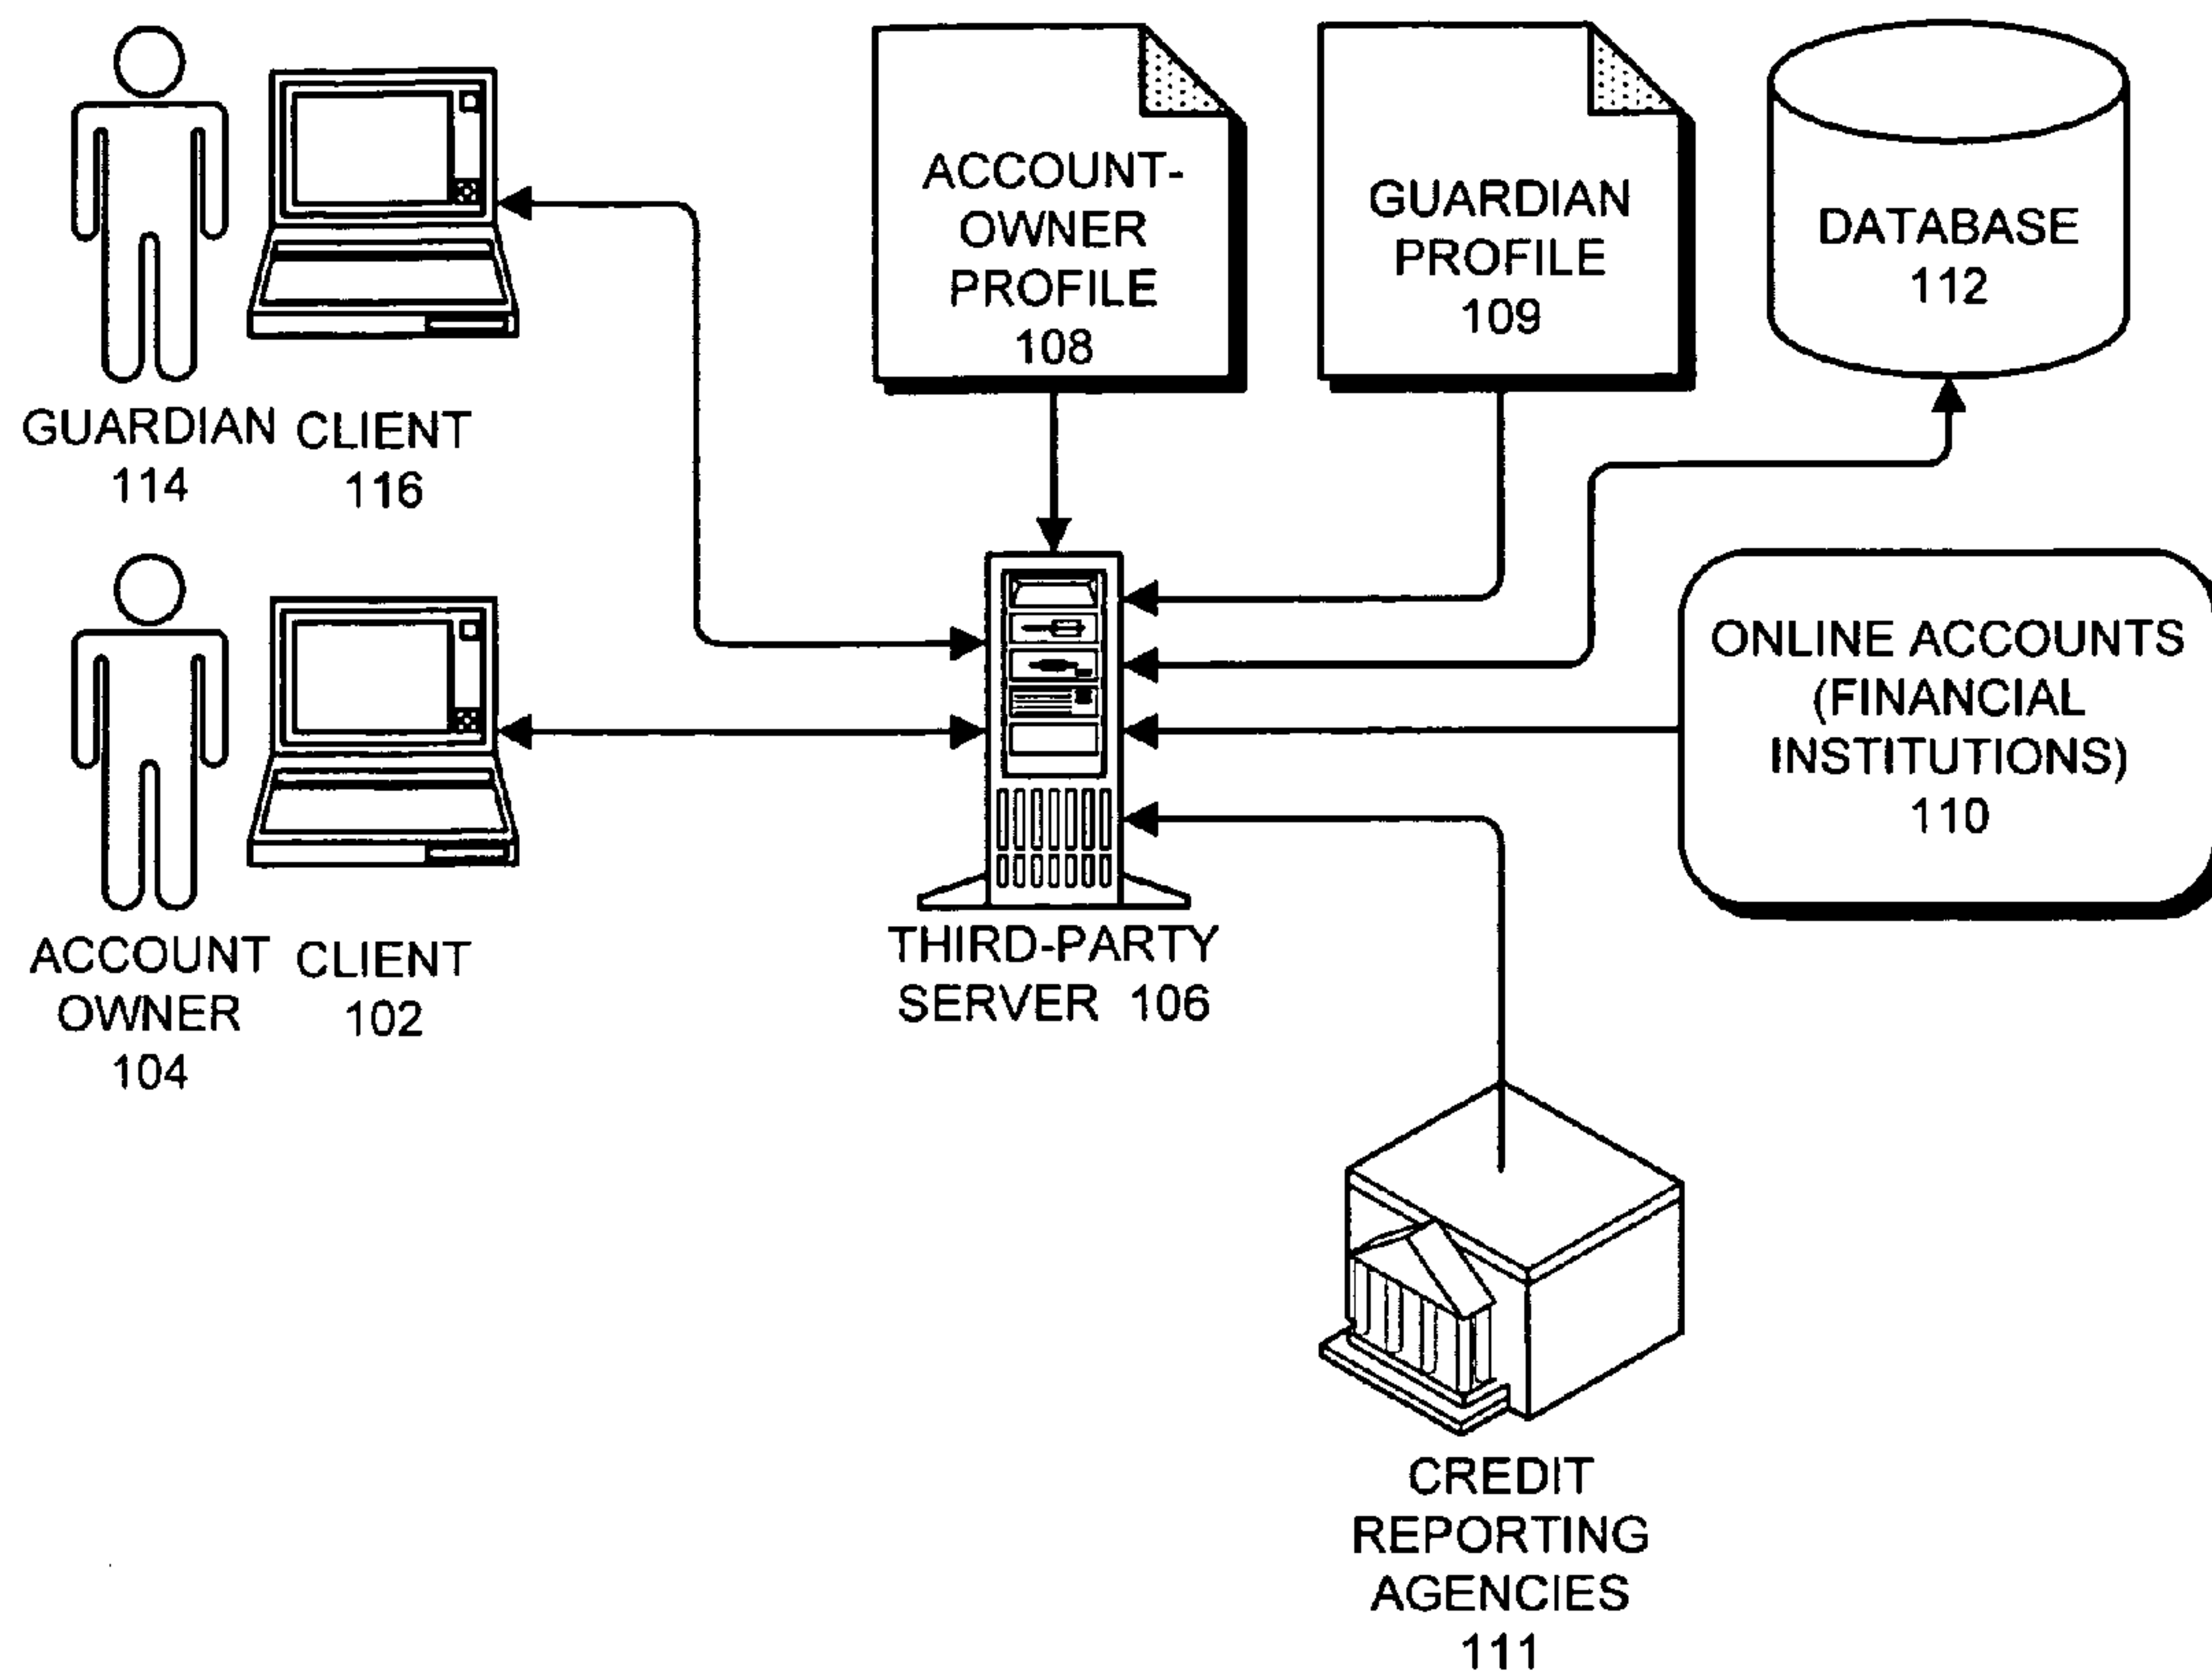 ACCOUNT-
OWNER
PROFILE
108
GUARDIAN
PROFILE
109
DATABASE
112
GUARDIAN
114
CLIENT
116
ONLINE ACCOUNTS
(FINANCIAL
INSTITUTIONS)
110
ACCOUNT
OWNER
104
CLIENT
102
THIRD-PARTY
SERVER 106
CREDIT
REPORTING
AGENCIES
111